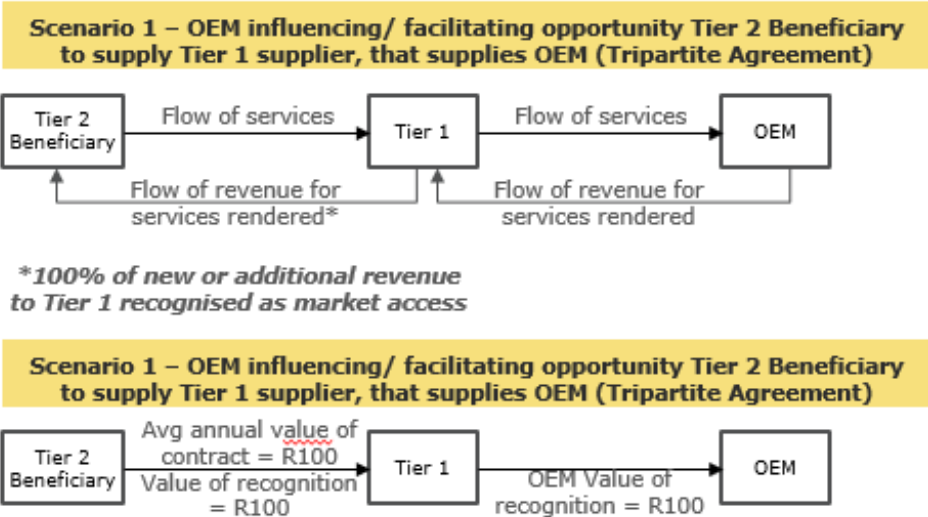 Scenario 1 – OEM influencing/ facilitating opportunity Tier 2 Beneficiary
to supply Tier 1 supplier, that supplies OEM (Tripartite Agreement)
Tier 2
Beneficiary
Flow of services
Tier 1
Flow of services
OEM
Flow of revenue for
services rendered*
Flow of revenue for
services rendered
*100% of new or additional revenue
to Tier 1 recognised as market access
Scenario 1 – OEM influencing/ facilitating opportunity Tier 2 Beneficiary
to supply Tier 1 supplier, that supplies OEM (Tripartite Agreement)
Tier 2
Beneficiary
Avg annual value of
contract = R100
Value of recognition
= R100
Tier 1
OEM Value of
recognition = R100
OEM